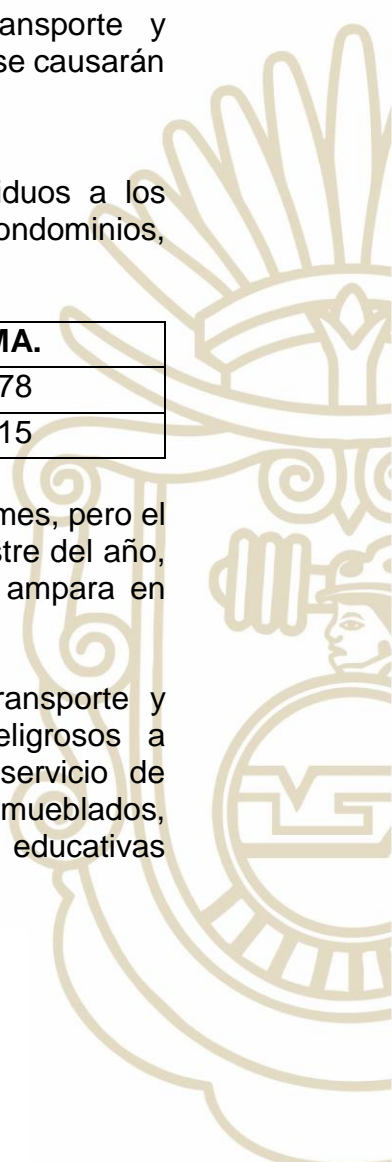 ansporte y
se causarán
iduos a los
ondominios,
MA.
78
15
mes, pero el
stre del año,
ampara en
ransporte y
eligrosos a
servicio de
mueblados,
educativas